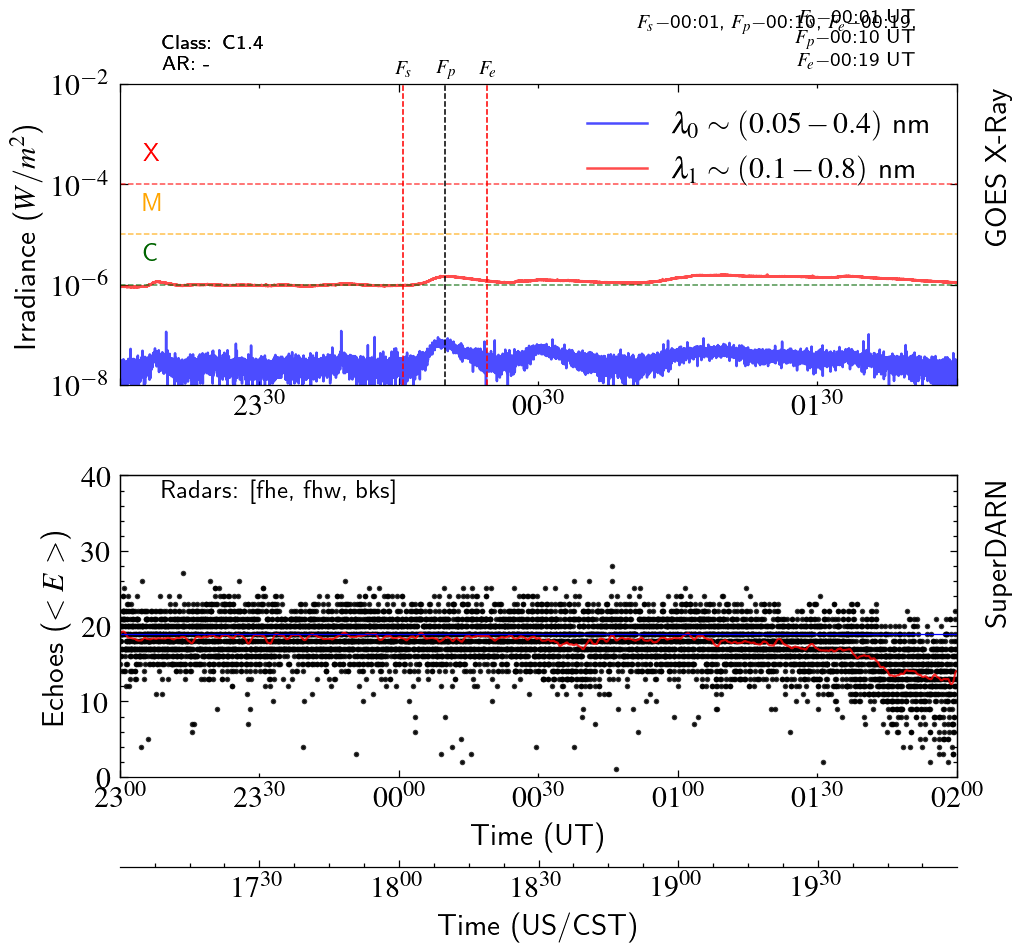 F_s−00:01, F_p−00:10, F_e−00:19
F_s−00:01 UT
F_p−00:10 UT
F_e−00:19 UT
Class: C1.4
AR: -
F_s F_p F_e
10^−2
10^−4
10^−6
10^−8
Irradiance (W/m^2)
X
M
C
λ_0 ∼ (0.05−0.4) nm
λ_1 ∼ (0.1−0.8) nm
GOES X-Ray
23^30 00^30 01^30
Radars: [fhe, fhw, bks]
40
30
20
10
0
Echoes (< E >)
SuperDARN
23^00 23^30 00^00 00^30 01^00 01^30 02^00
Time (UT)
17^30 18^00 18^30 19^00 19^30
Time (US/CST)